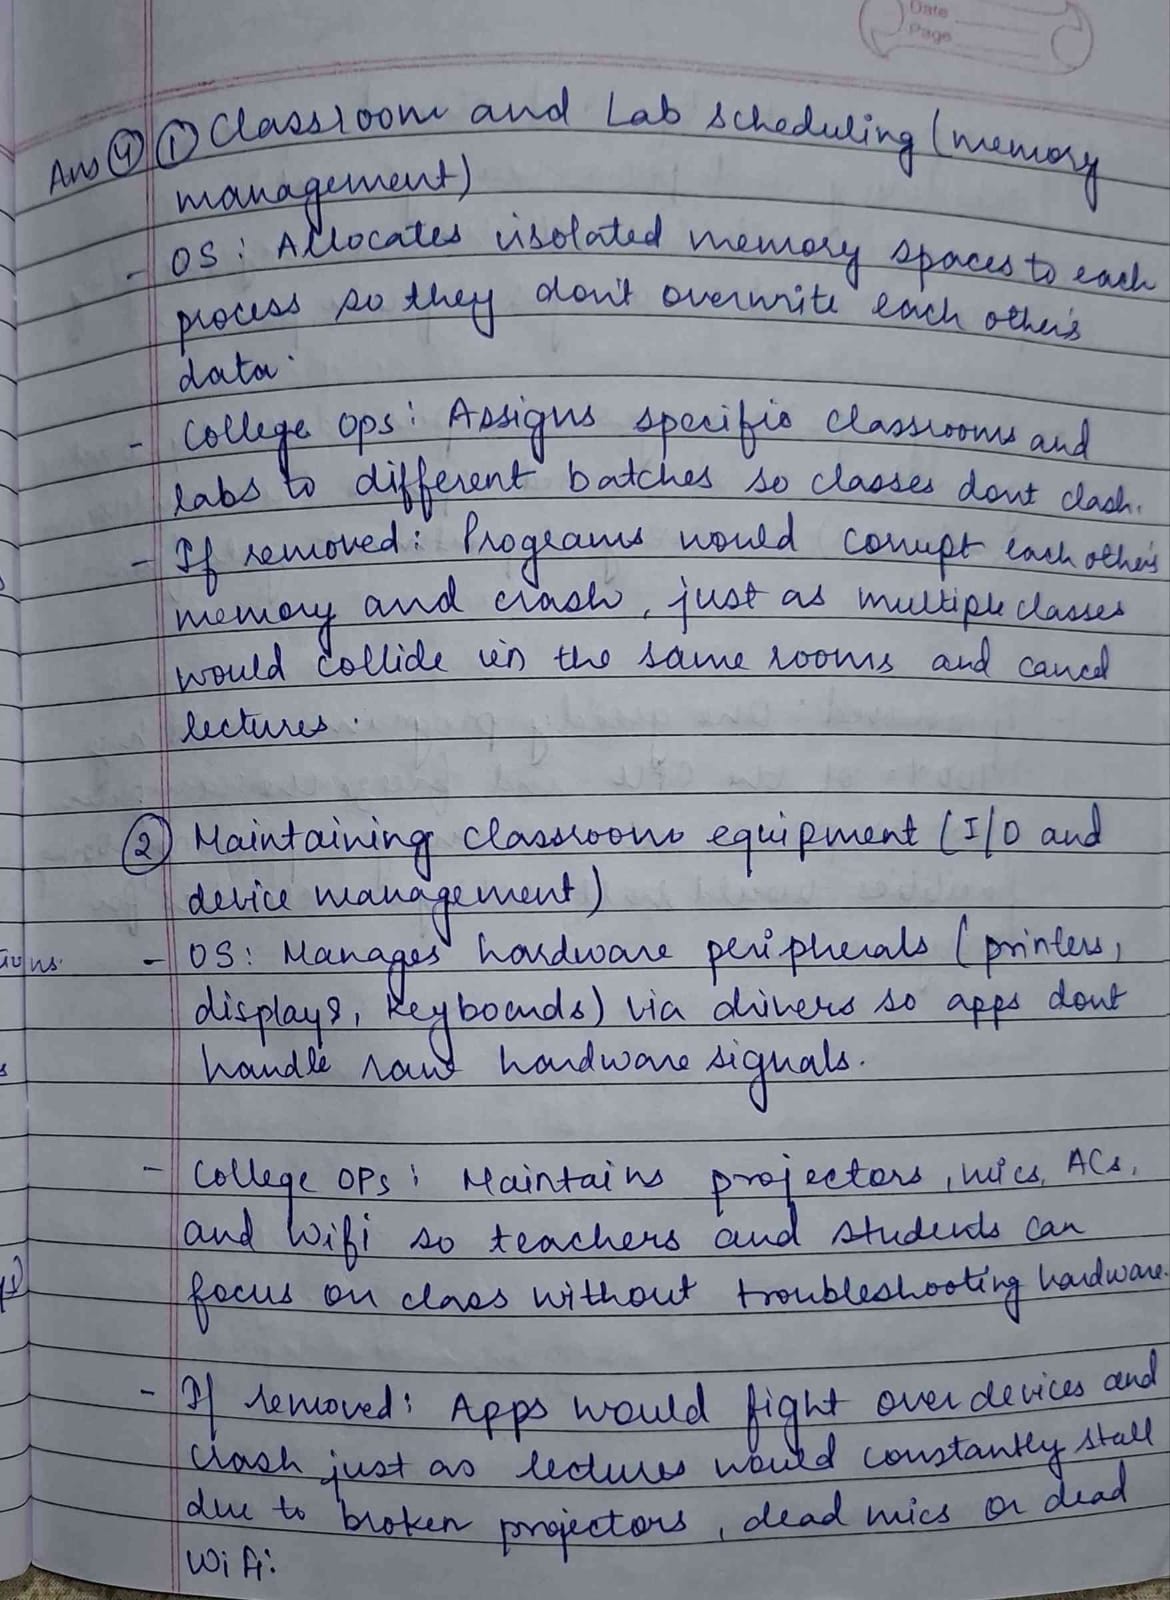 Date
Page
Ans ④ ① Classroom and Lab scheduling (memory
management)
- OS: Allocates isolated memory spaces to each
process so they don't overwrite each other's
data.
- College Ops: Assigns specific classrooms and
labs to different batches so classes dont clash.
- If removed: Programs would corrupt each other's
memory and crash, just as multiple classes
would collide in the same rooms and cancel
lectures.
② Maintaining classroom equipment (I/O and
device management)
- OS: Manages hardware peripherals (printers,
displays, keyboards) via drivers so apps dont
handle raw hardware signals.
- College OPs: Maintains projectors, mics, ACs,
and Wifi so teachers and students can
focus on class without troubleshooting hardware.
- If removed: Apps would fight over devices and
crash just as lectures would constantly stall
due to broken projectors, dead mics or dead
WiFi.